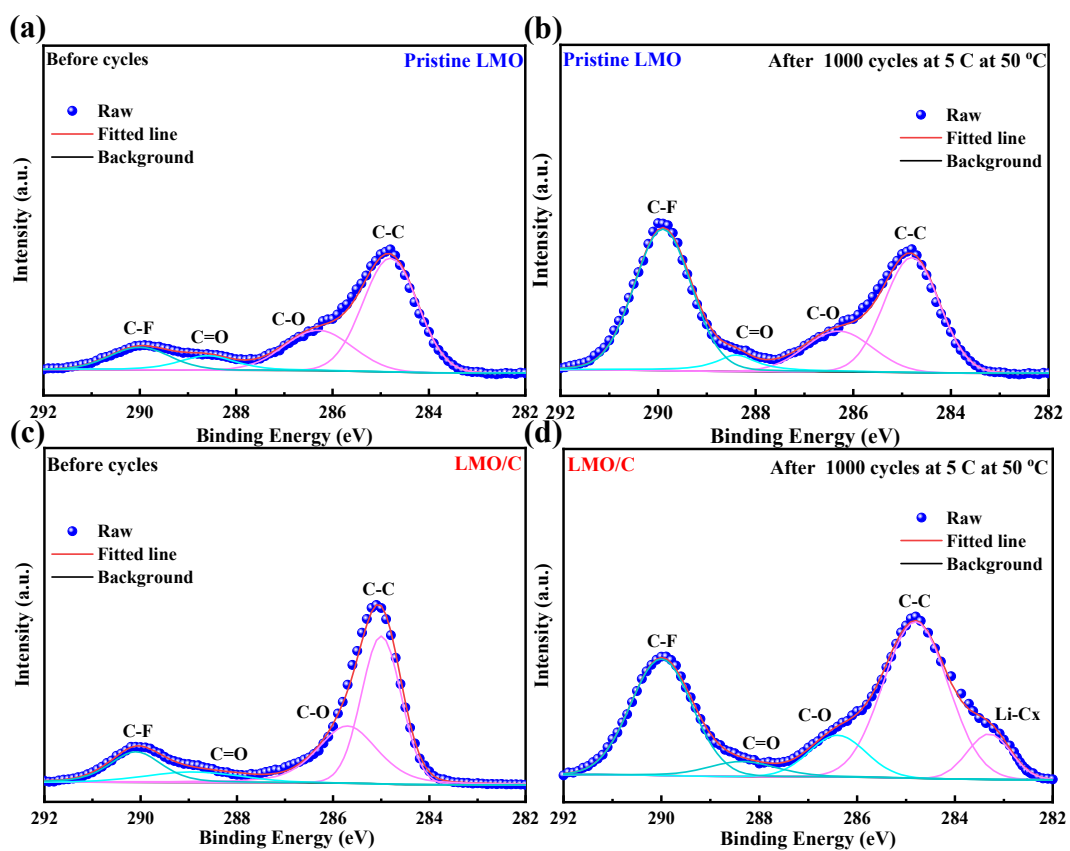 (a)
Before cycles
Pristine LMO
Raw
Fitted line
Background
C-F
C=O
C-O
C-C
Intensity (a.u.)
292 290 288 286 284 282
Binding Energy (eV)
(b)
Pristine LMO
After 1000 cycles at 5 C at 50 °C
Raw
Fitted line
Background
C-F
C=O
C-O
C-C
Intensity (a.u.)
292 290 288 286 284 282
Binding Energy (eV)
(c)
Before cycles
LMO/C
Raw
Fitted line
Background
C-F
C=O
C-O
C-C
Intensity (a.u.)
292 290 288 286 284 282
Binding Energy (eV)
(d)
LMO/C
After 1000 cycles at 5 C at 50 °C
Raw
Fitted line
Background
C-F
C=O
C-O
C-C
Li-Cx
Intensity (a.u.)
292 290 288 286 284 282
Binding Energy (eV)